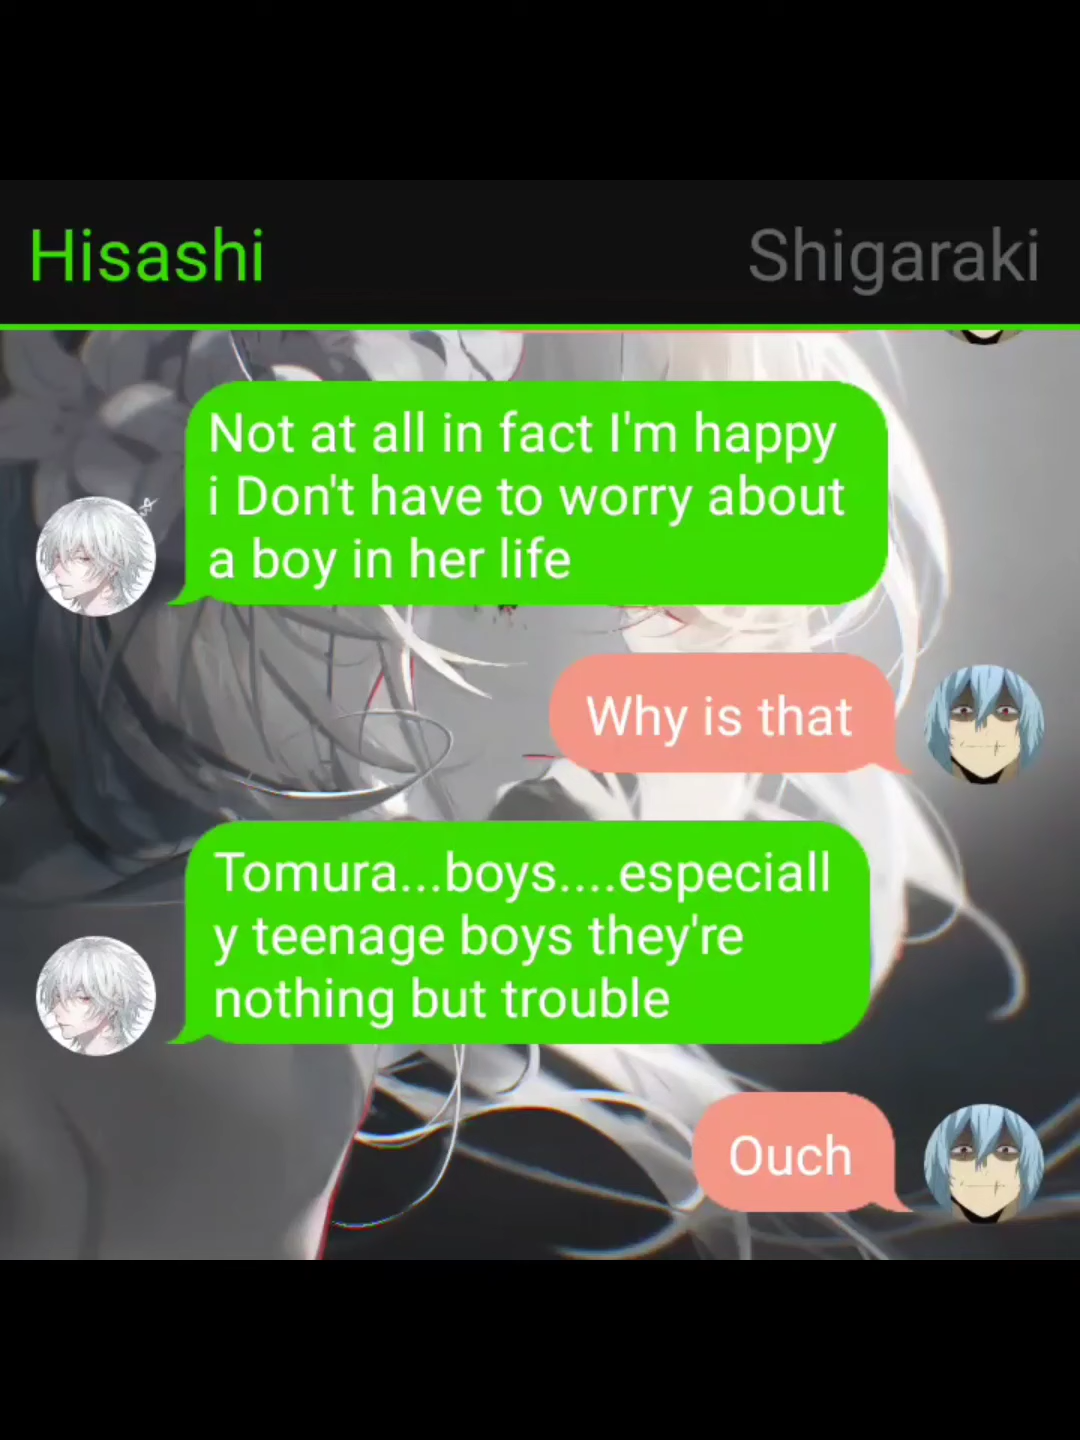 Hisashi Shigaraki
Not at all in fact I'm happy
i Don't have to worry about
a boy in her life
Why is that
Tomura...boys....especiall
y teenage boys they're
nothing but trouble
Ouch